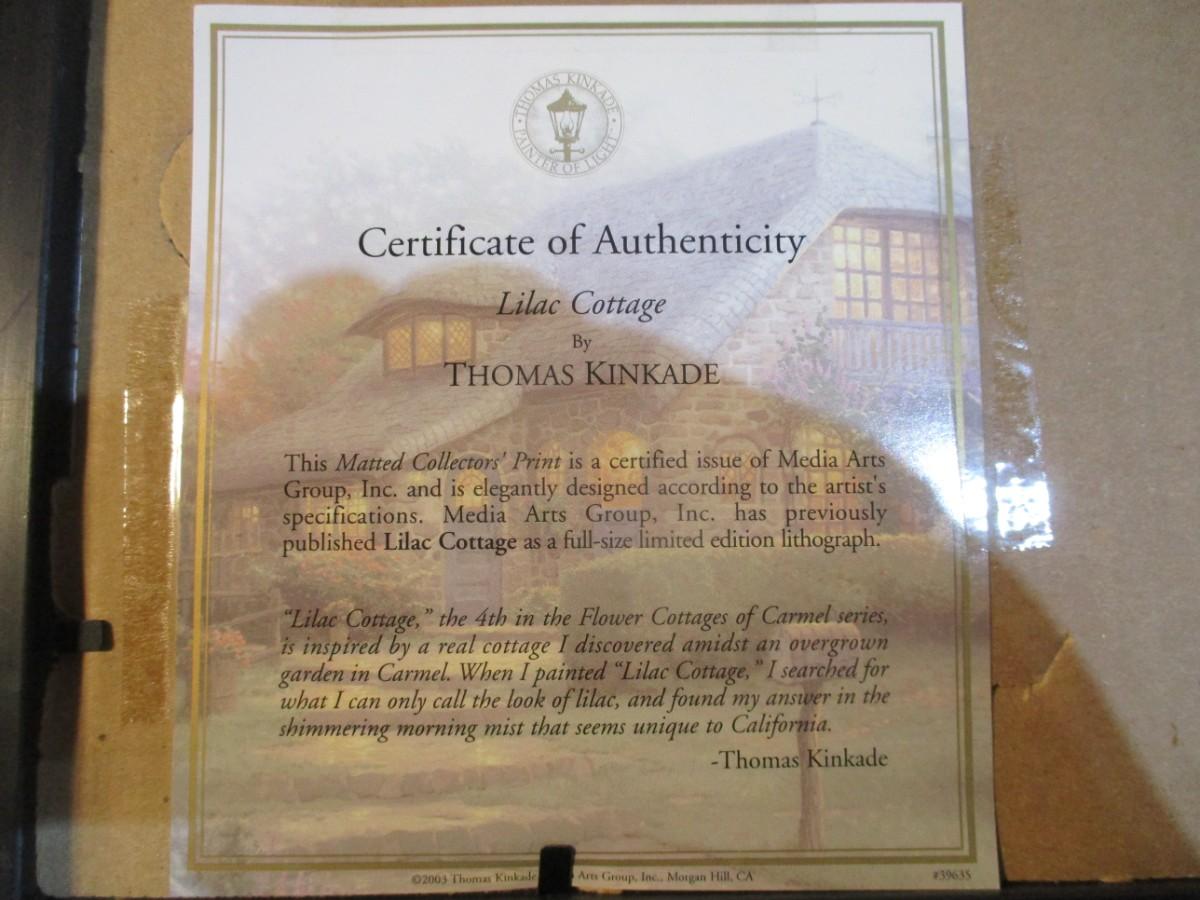 THOMAS KINKADE
PAINTER OF LIGHT
Certificate of Authenticity
Lilac Cottage
By
THOMAS KINKADE
This Matted Collectors' Print is a certified issue of Media Arts
Group, Inc. and is elegantly designed according to the artist's
specifications. Media Arts Group, Inc. has previously
published Lilac Cottage as a full-size limited edition lithograph.
“Lilac Cottage,” the 4th in the Flower Cottages of Carmel series,
is inspired by a real cottage I discovered amidst an overgrown
garden in Carmel. When I painted “Lilac Cottage,” I searched for
what I can only call the look of lilac, and found my answer in the
shimmering morning mist that seems unique to California.
-Thomas Kinkade
©2003 Thomas Kinkade, Arts Group, Inc., Morgan Hill, CA
#39635